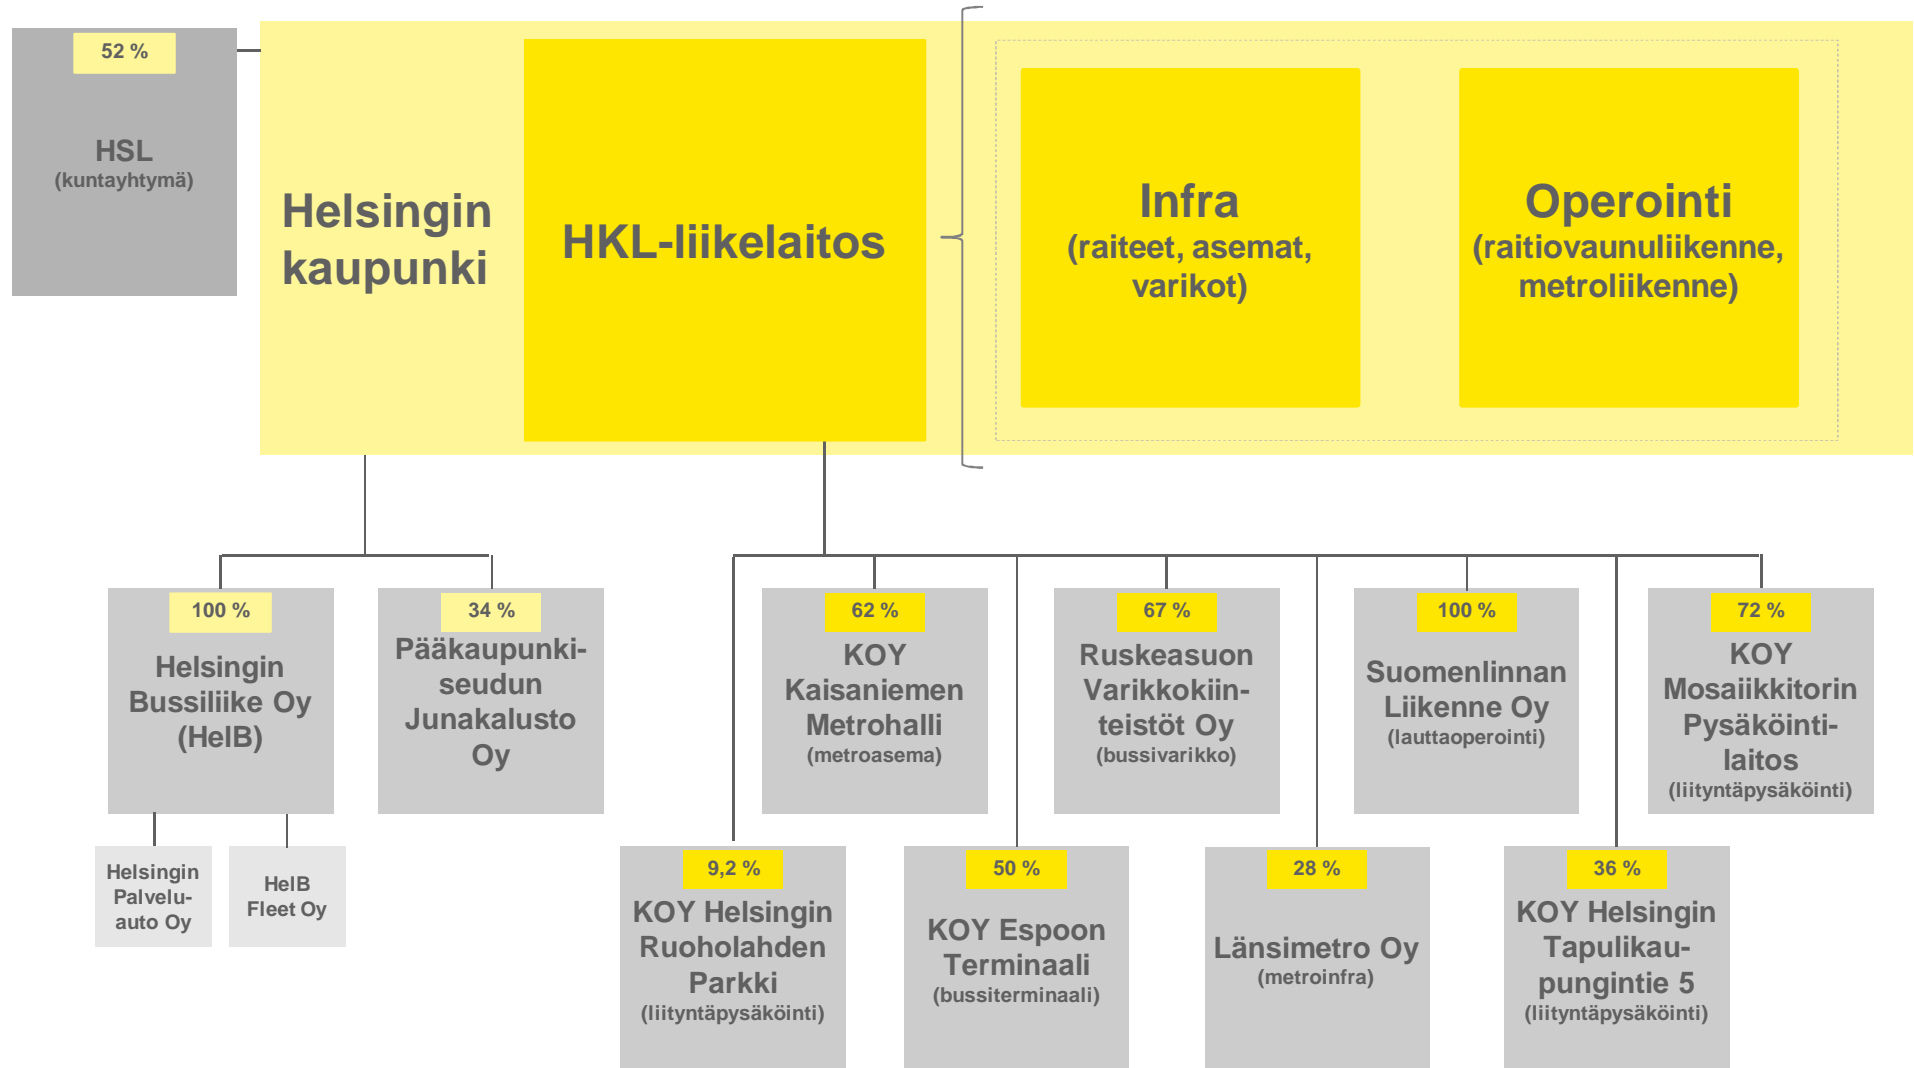 52 %
HSL
(kuntayhtymä)
Helsingin
kaupunki
HKL-liikelaitos
Infra
(raiteet, asemat,
varikot)
Operointi
(raitiovaunuliikenne,
metroliikenne)
100 %
Helsingin
Bussiliike Oy
(HelB)
34 %
Pääkaupunki-
seudun
Junakalusto
Oy
62 %
KOY
Kaisaniemen
Metrohalli
(metroasema)
67 %
Ruskeasuon
Varikkokiin-
teistöt Oy
(bussivarikko)
100 %
Suomenlinnan
Liikenne Oy
(lauttaoperointi)
72 %
KOY
Mosaiikkitorin
Pysäköinti-
laitos
(liityntäpysäköinti)
Helsingin
Palvelu-
auto Oy
HelB
Fleet Oy
9,2 %
KOY Helsingin
Ruoholahden
Parkki
(liityntäpysäköinti)
50 %
KOY Espoon
Terminaali
(bussiterminaali)
28 %
Länsimetro Oy
(metroinfra)
36 %
KOY Helsingin
Tapulikau-
pungintie 5
(liityntäpysäköinti)